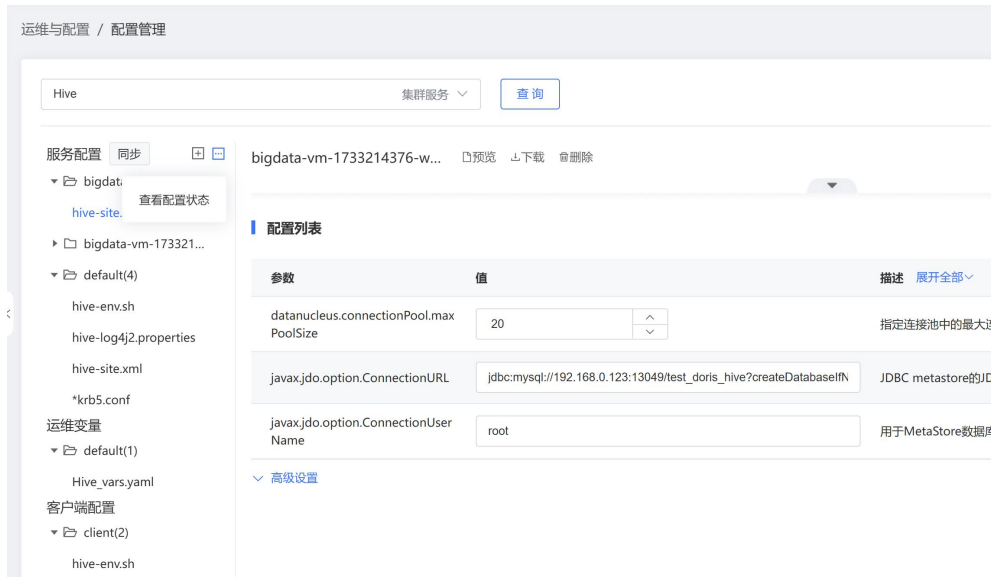 运维与配置 / 配置管理
Hive 集群服务 查 询
服务配置 同步
bigdata-vm-1733214376-w... 预览 下载 删除
bigdat
查看配置状态
hive-site.
bigdata-vm-173321...
default(4)
hive-env.sh
hive-log4j2.properties
hive-site.xml
*krb5.conf
运维变量
default(1)
Hive_vars.yaml
客户端配置
client(2)
hive-env.sh
配置列表
参数 值 描述 展开全部
datanucleus.connectionPool.max
PoolSize
20
指定连接池中的最大
javax.jdo.option.ConnectionURL
jdbc:mysql://192.168.0.123:13049/test_doris_hive?createDatabaseIfN
JDBC metastore的JD
javax.jdo.option.ConnectionUser
Name
root
用于MetaStore数据
高级设置